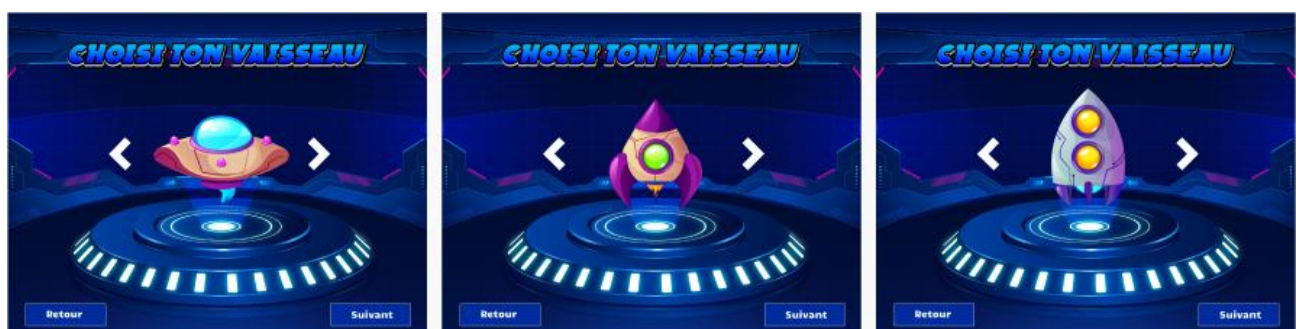 CHOISI TON VAISSEAU
Retour
Suivant
CHOISI TON VAISSEAU
Retour
Suivant
CHOISI TON VAISSEAU
Retour
Suivant